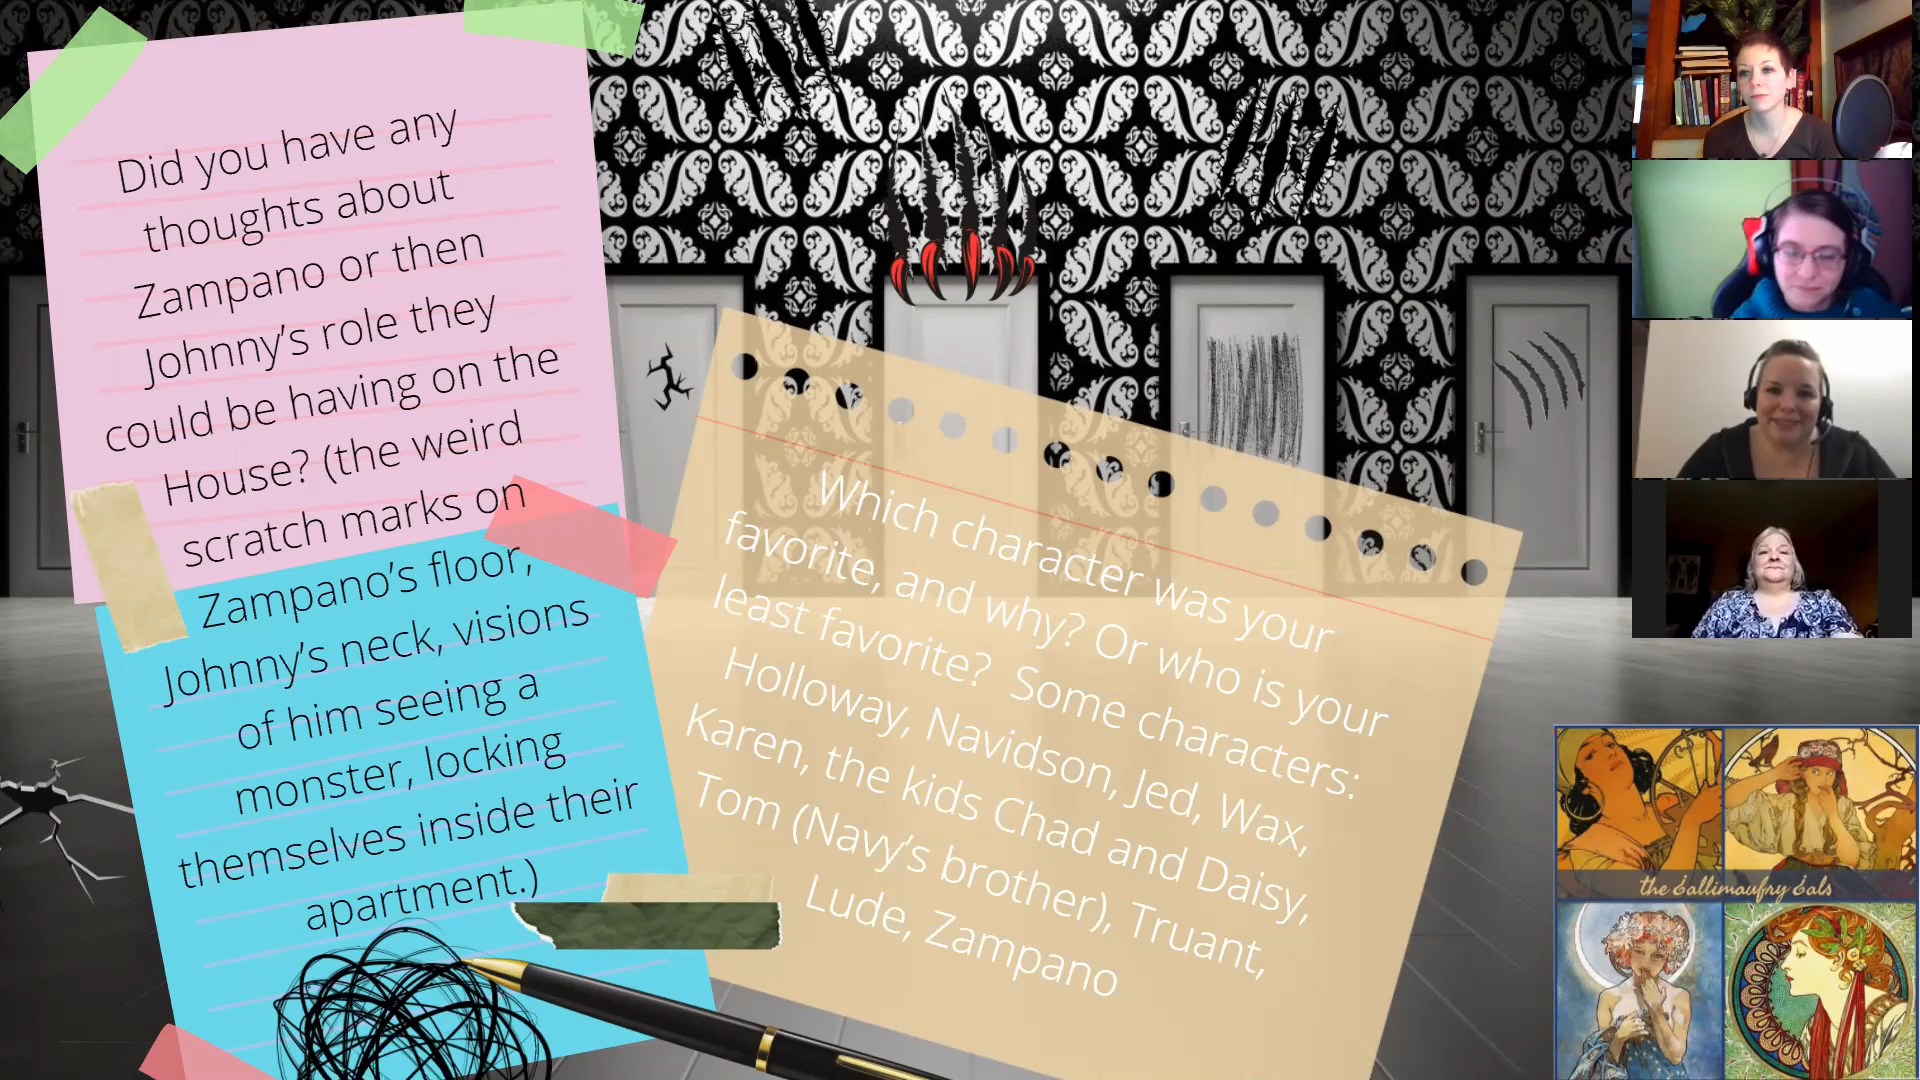 Did you have any
thoughts about
Zampano or then
Johnny's role they
could be having on the
House? (the weird
scratch marks on
Zampano's floor,
Johnny's neck, visions
of him seeing a
monster, locking
themselves inside their
apartment.)
Which character was your
favorite, and why? Or who is your
least favorite? Some characters:
Holloway, Navidson, Jed, Wax,
Karen, the kids Chad and Daisy,
Tom (Navy's brother), Truant,
Lude, Zampano
the Gallimaufry Gals